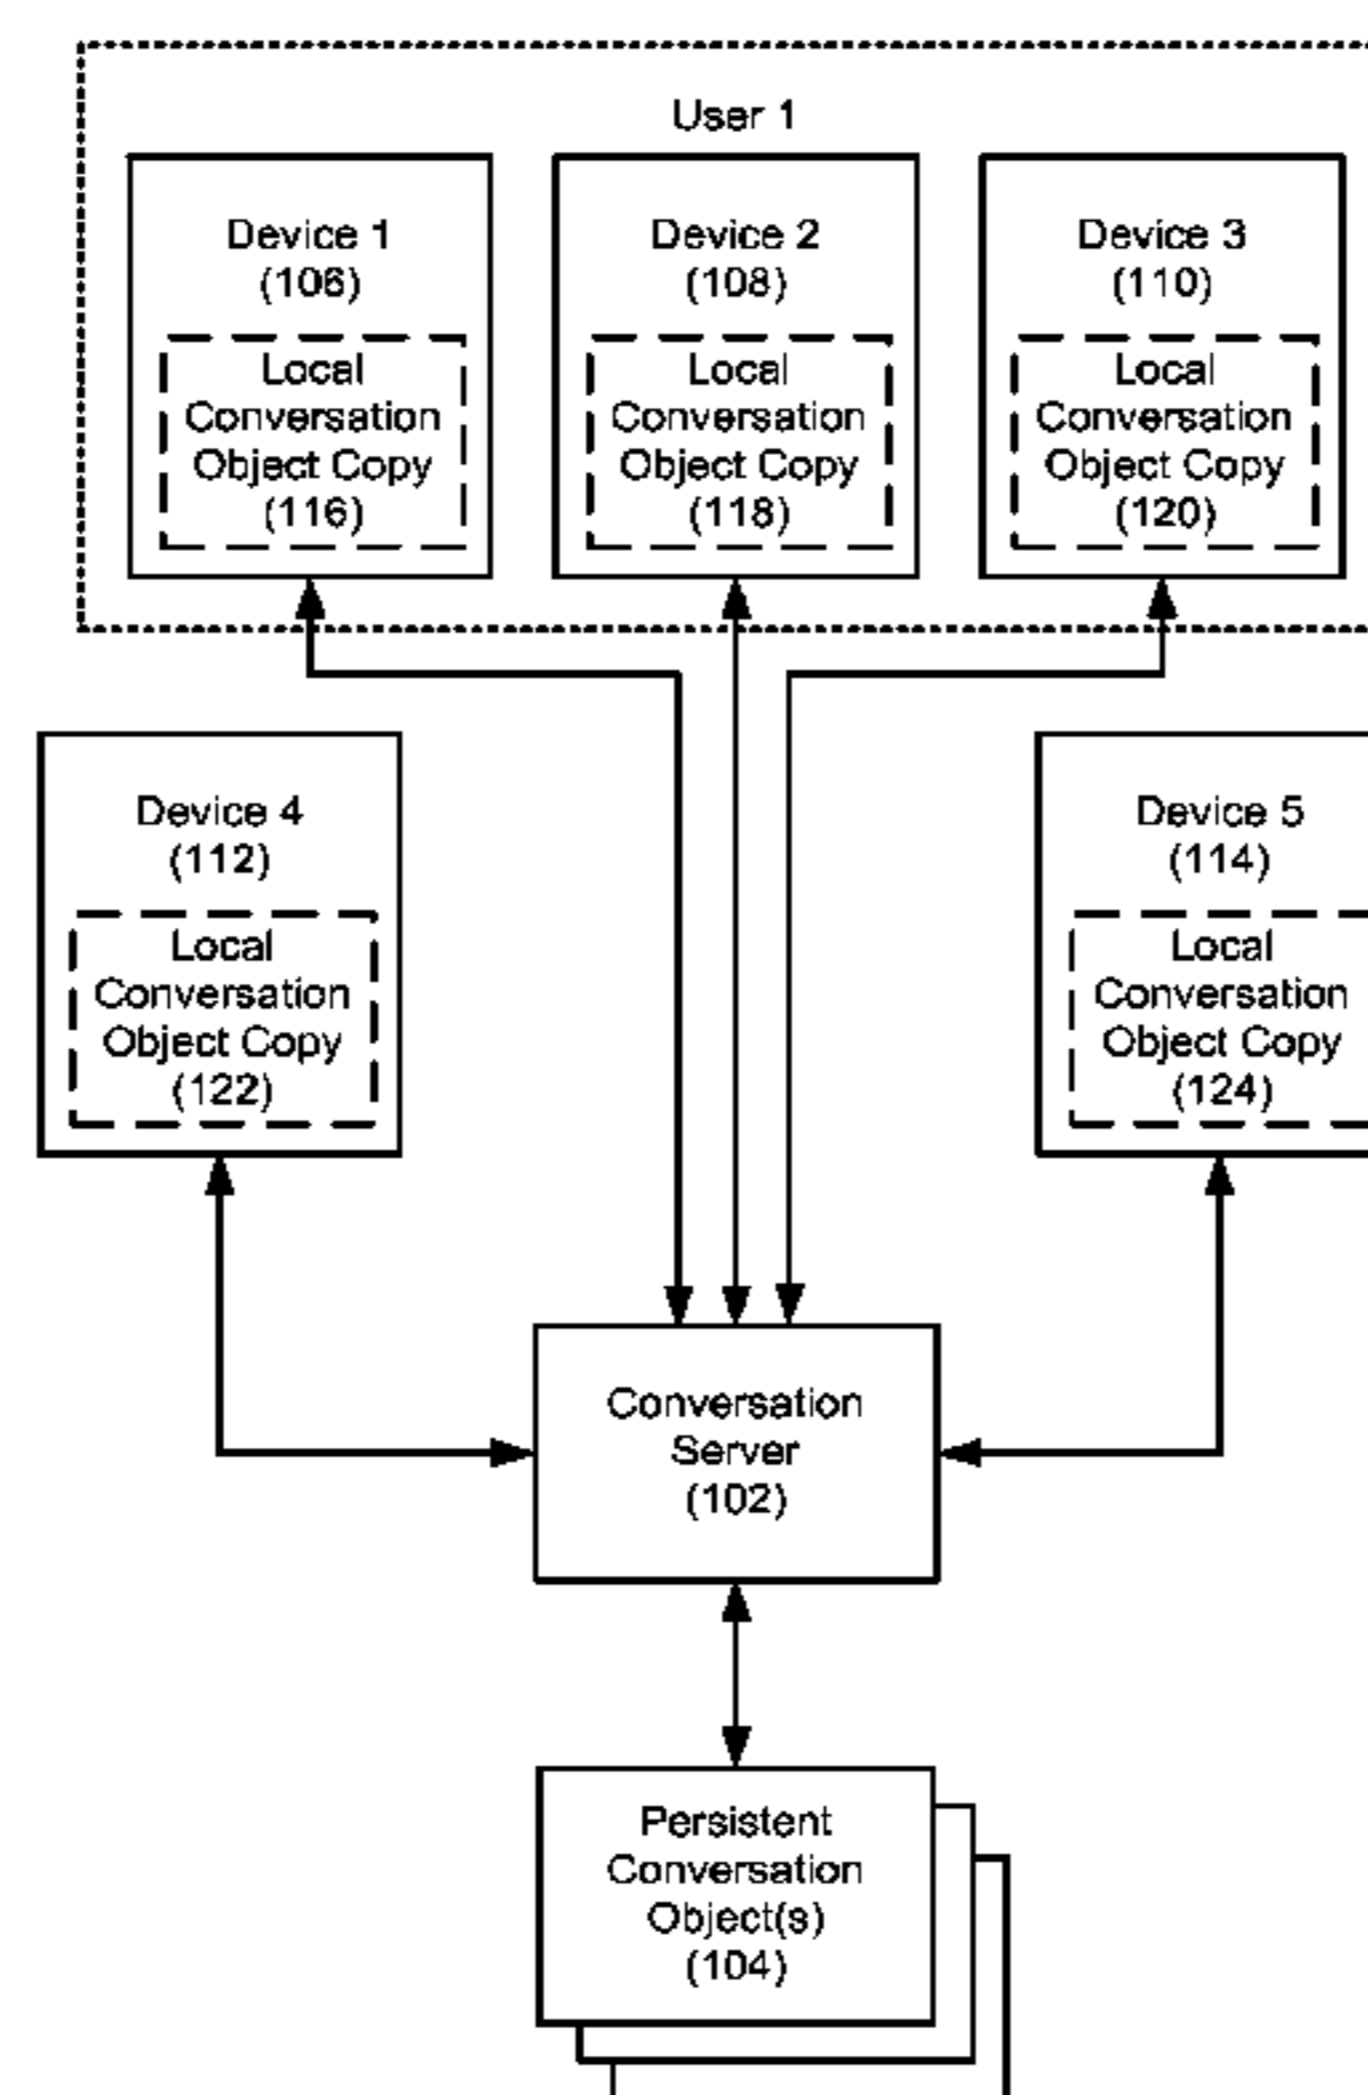 User 1
Device 1
(106)
Local
Conversation
Object Copy
(116)
Device 2
(108)
Local
Conversation
Object Copy
(118)
Device 3
(110)
Local
Conversation
Object Copy
(120)
Device 4
(112)
Local
Conversation
Object Copy
(122)
Device 5
(114)
Local
Conversation
Object Copy
(124)
Conversation
Server
(102)
Persistent
Conversation
Object(s)
(104)